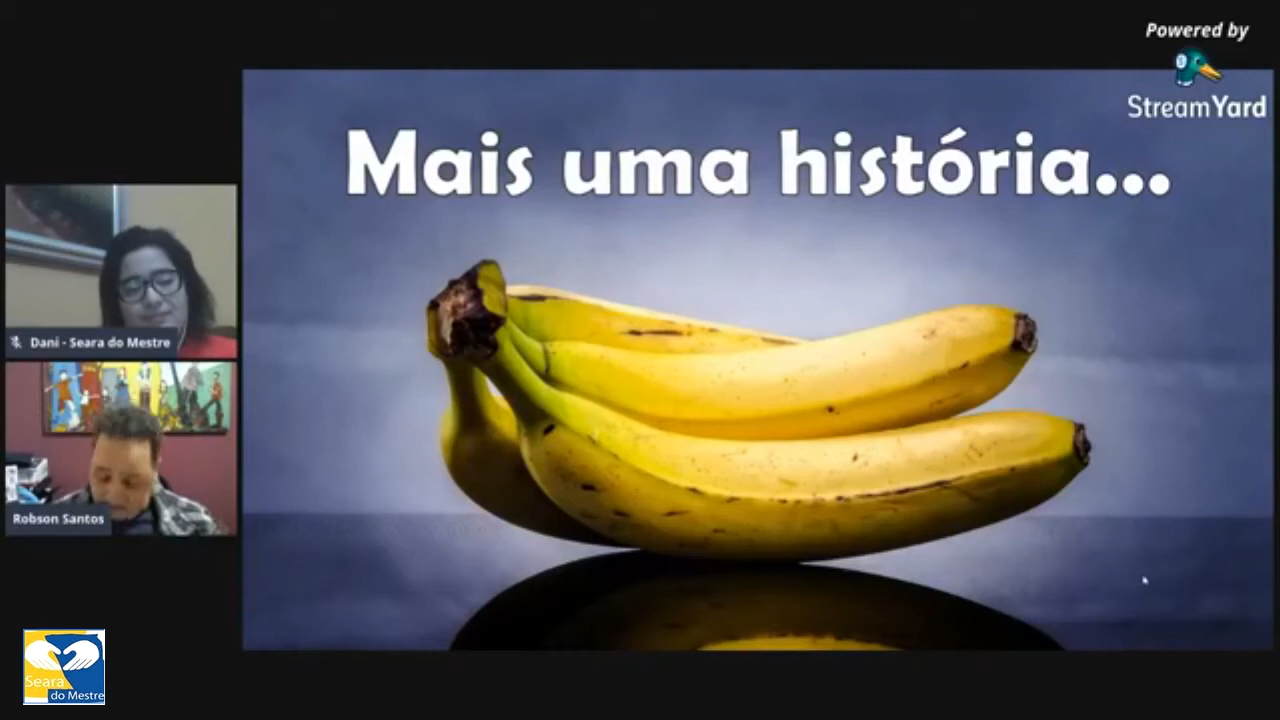 Powered by
StreamYard
Mais uma história...
Dani - Seara do Mestre
Robson Santos
Seara
do Mestre